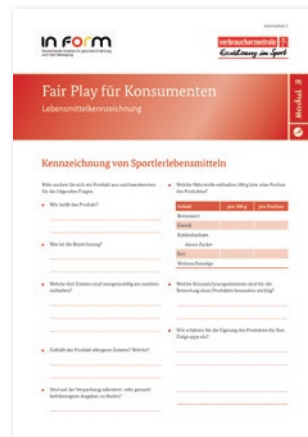 Arbeitsblatt 2
IN FORM
verbraucherzentrale
Ernährung im Sport
Fair Play für Konsumenten
Lebensmittelkennzeichnung
Modul 3
Kennzeichnung von Sportlerlebensmitteln
Bitte suchen Sie sich ein Produkt aus und beantworten
Sie die folgenden Fragen.
Wie heißt das Produkt?
Was ist die Bezeichnung?
Welche drei Zutaten sind mengenmäßig am meisten
enthalten?
Enthält das Produkt allergene Zutaten? Welche?
Sind auf der Verpackung nährwert- oder gesund-
heitsbezogene Angaben zu finden?
Welche Nährstoffe enthalten 100 g bzw. eine Portion
des Produktes?
Gehalt pro 100 g pro Portion
Brennwert
Eiweiß
Kohlenhydrate
davon Zucker
Fett
Weitere/Sonstige
Welche Kennzeichnungselemente sind für die
Bewertung eines Produktes besonders wichtig?
Wie schätzen Sie die Eignung des Produktes für Ihre
Zielgruppe ein?